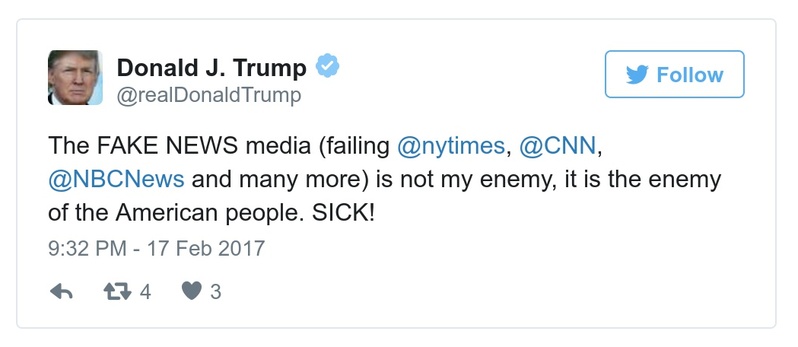 Donald J. Trump
@realDonaldTrump
Follow
The FAKE NEWS media (failing @nytimes, @CNN,
@NBCNews and many more) is not my enemy, it is the enemy
of the American people. SICK!
9:32 PM - 17 Feb 2017
4 3